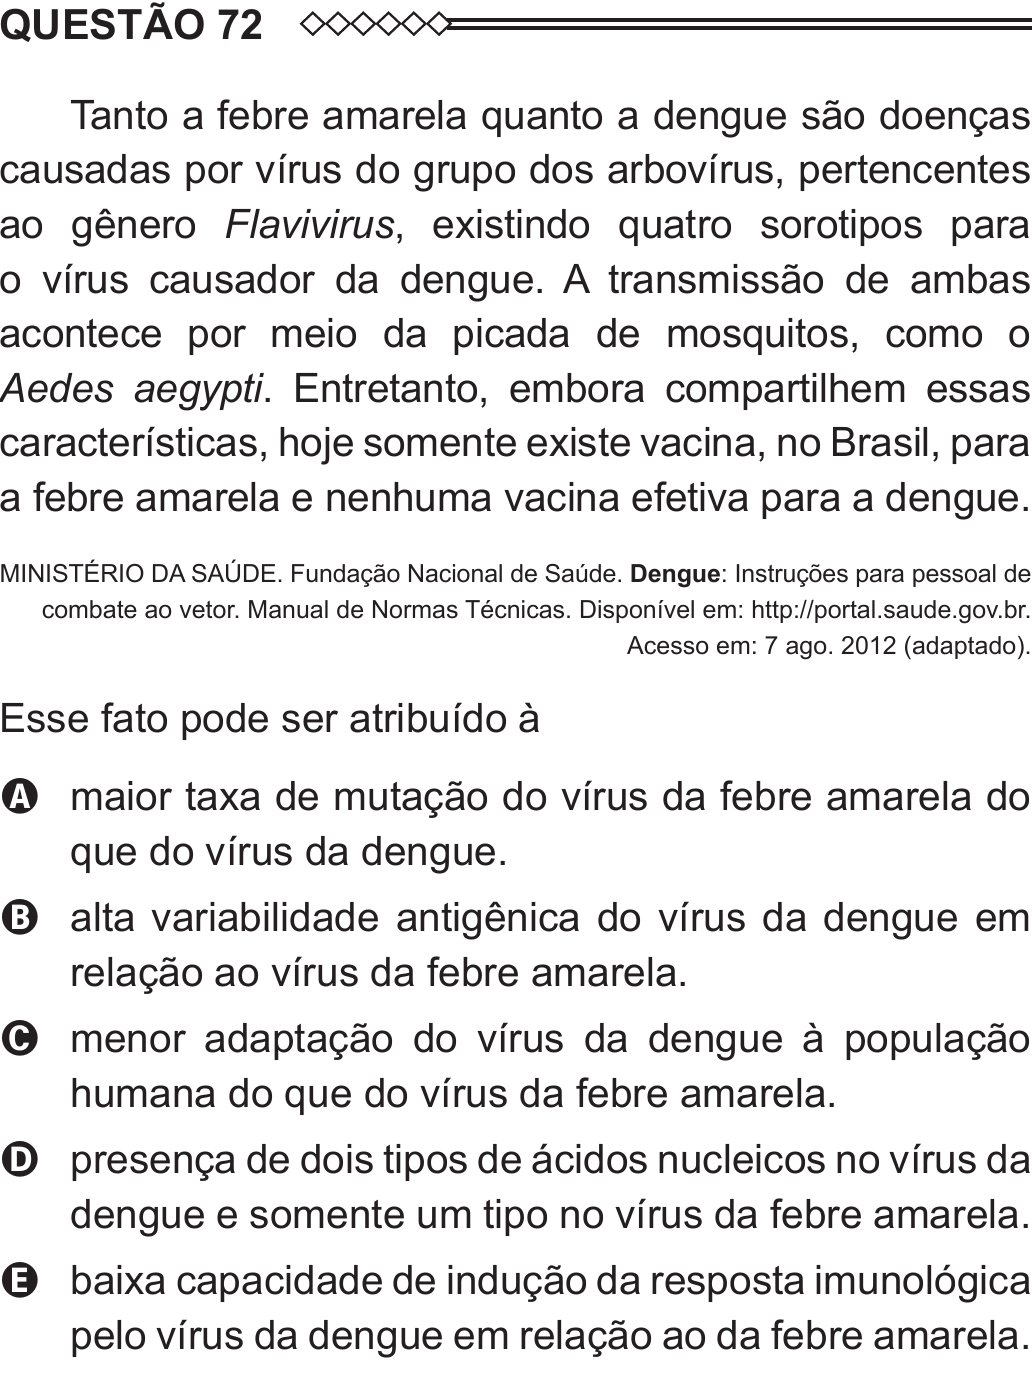 QUESTÃO 72
Tanto a febre amarela quanto a dengue são doenças
causadas por vírus do grupo dos arbovírus, pertencentes
ao gênero Flavivirus, existindo quatro sorotipos para
o vírus causador da dengue. A transmissão de ambas
acontece por meio da picada de mosquitos, como o
Aedes aegypti. Entretanto, embora compartilhem essas
características, hoje somente existe vacina, no Brasil, para
a febre amarela e nenhuma vacina efetiva para a dengue.
MINISTÉRIO DA SAÚDE. Fundação Nacional de Saúde. Dengue: Instruções para pessoal de
combate ao vetor. Manual de Normas Técnicas. Disponível em: http://portal.saude.gov.br.
Acesso em: 7 ago. 2012 (adaptado).
Esse fato pode ser atribuído à
A maior taxa de mutação do vírus da febre amarela do
que do vírus da dengue.
B alta variabilidade antigênica do vírus da dengue em
relação ao vírus da febre amarela.
C menor adaptação do vírus da dengue à população
humana do que do vírus da febre amarela.
D presença de dois tipos de ácidos nucleicos no vírus da
dengue e somente um tipo no vírus da febre amarela.
E baixa capacidade de indução da resposta imunológica
pelo vírus da dengue em relação ao da febre amarela.